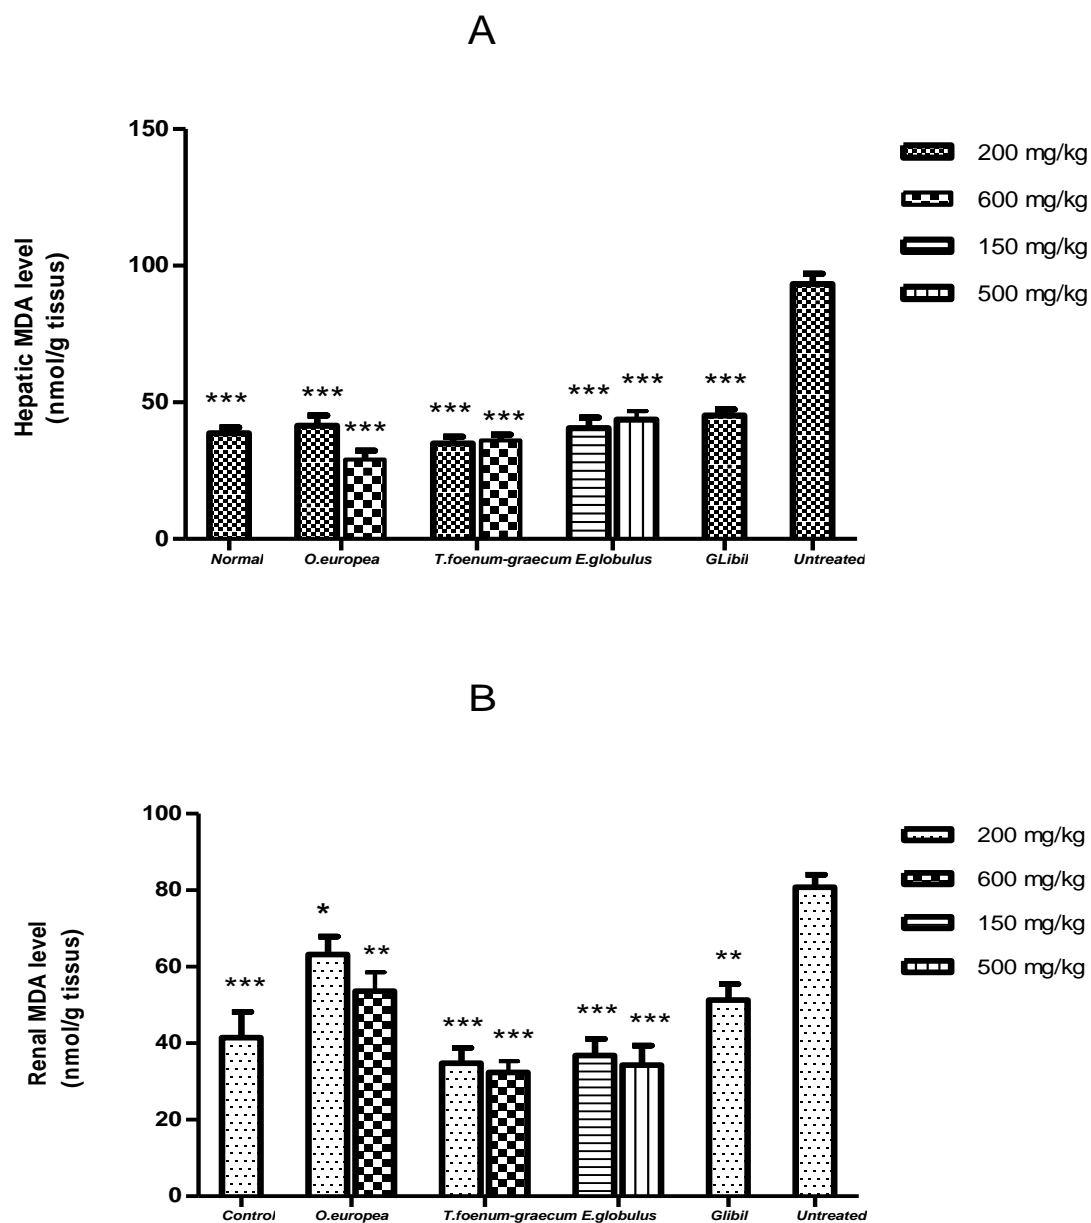 A
150
100
50
0
Hepatic MDA level
(nmol/g tissus)
200 mg/kg
600 mg/kg
150 mg/kg
500 mg/kg
***
***
***
***
***
***
***
***
Normal O.europea T.foenum-graecum E.globulus GLibil Untreated
B
100
80
60
40
20
0
Renal MDA level
(nmol/g tissus)
200 mg/kg
600 mg/kg
150 mg/kg
500 mg/kg
***
*
**
***
***
***
***
**
Control O.europea T.foenum-graecum E.globulus Glibil Untreated